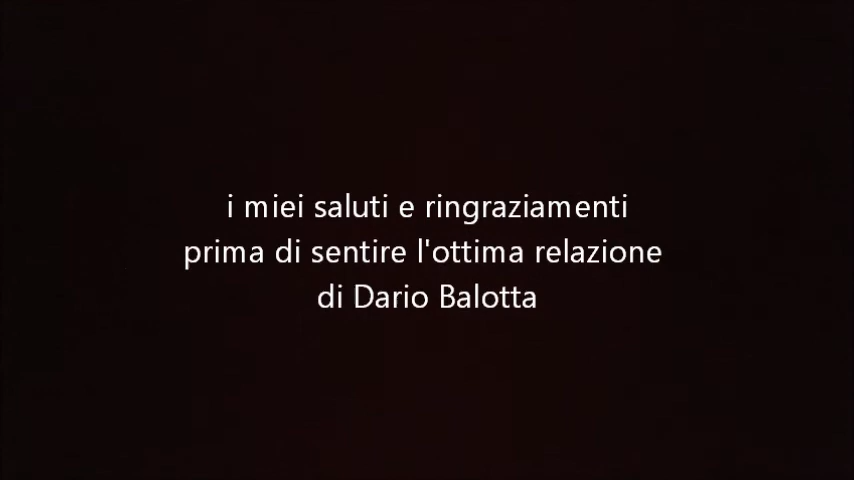 i miei saluti e ringraziamenti
prima di sentire l'ottima relazione
di Dario Balotta